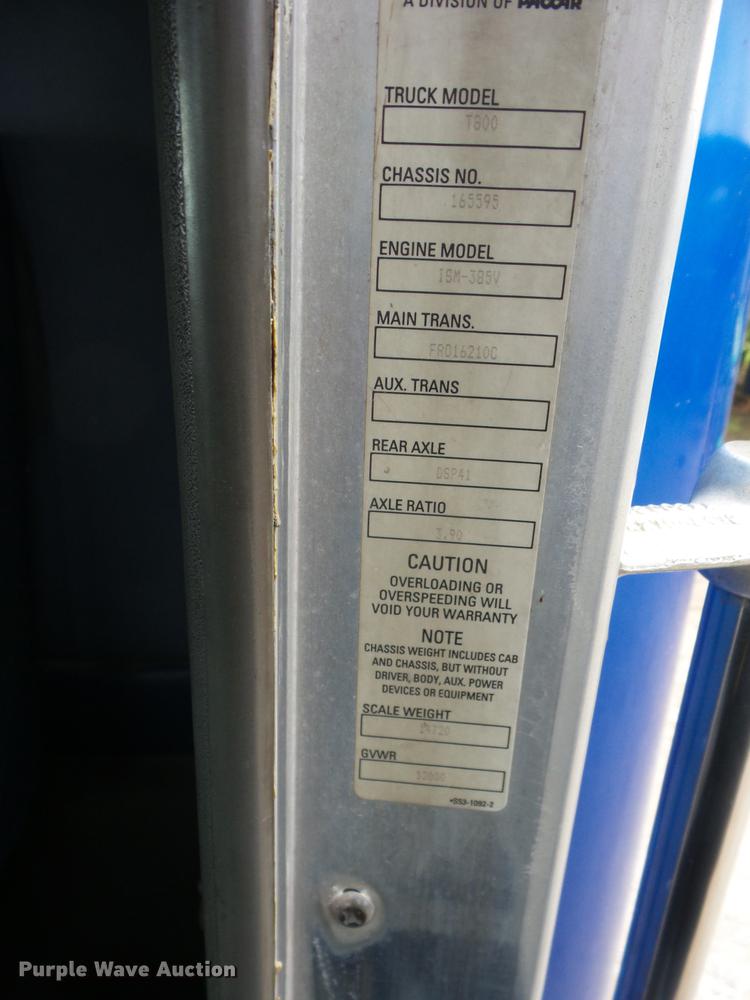 A DIVISION OF PACCAR
TRUCK MODEL
T800
CHASSIS NO.
165595
ENGINE MODEL
ISM-385V
MAIN TRANS.
FRO16210C
AUX. TRANS
REAR AXLE
DSP41
AXLE RATIO
3.90
CAUTION
OVERLOADING OR
OVERSPEEDING WILL
VOID YOUR WARRANTY
NOTE
CHASSIS WEIGHT INCLUDES CAB
AND CHASSIS, BUT WITHOUT
DRIVER, BODY, AUX. POWER
DEVICES OR EQUIPMENT
SCALE WEIGHT
GVWR
•S53-1092-2
Purple Wave Auction